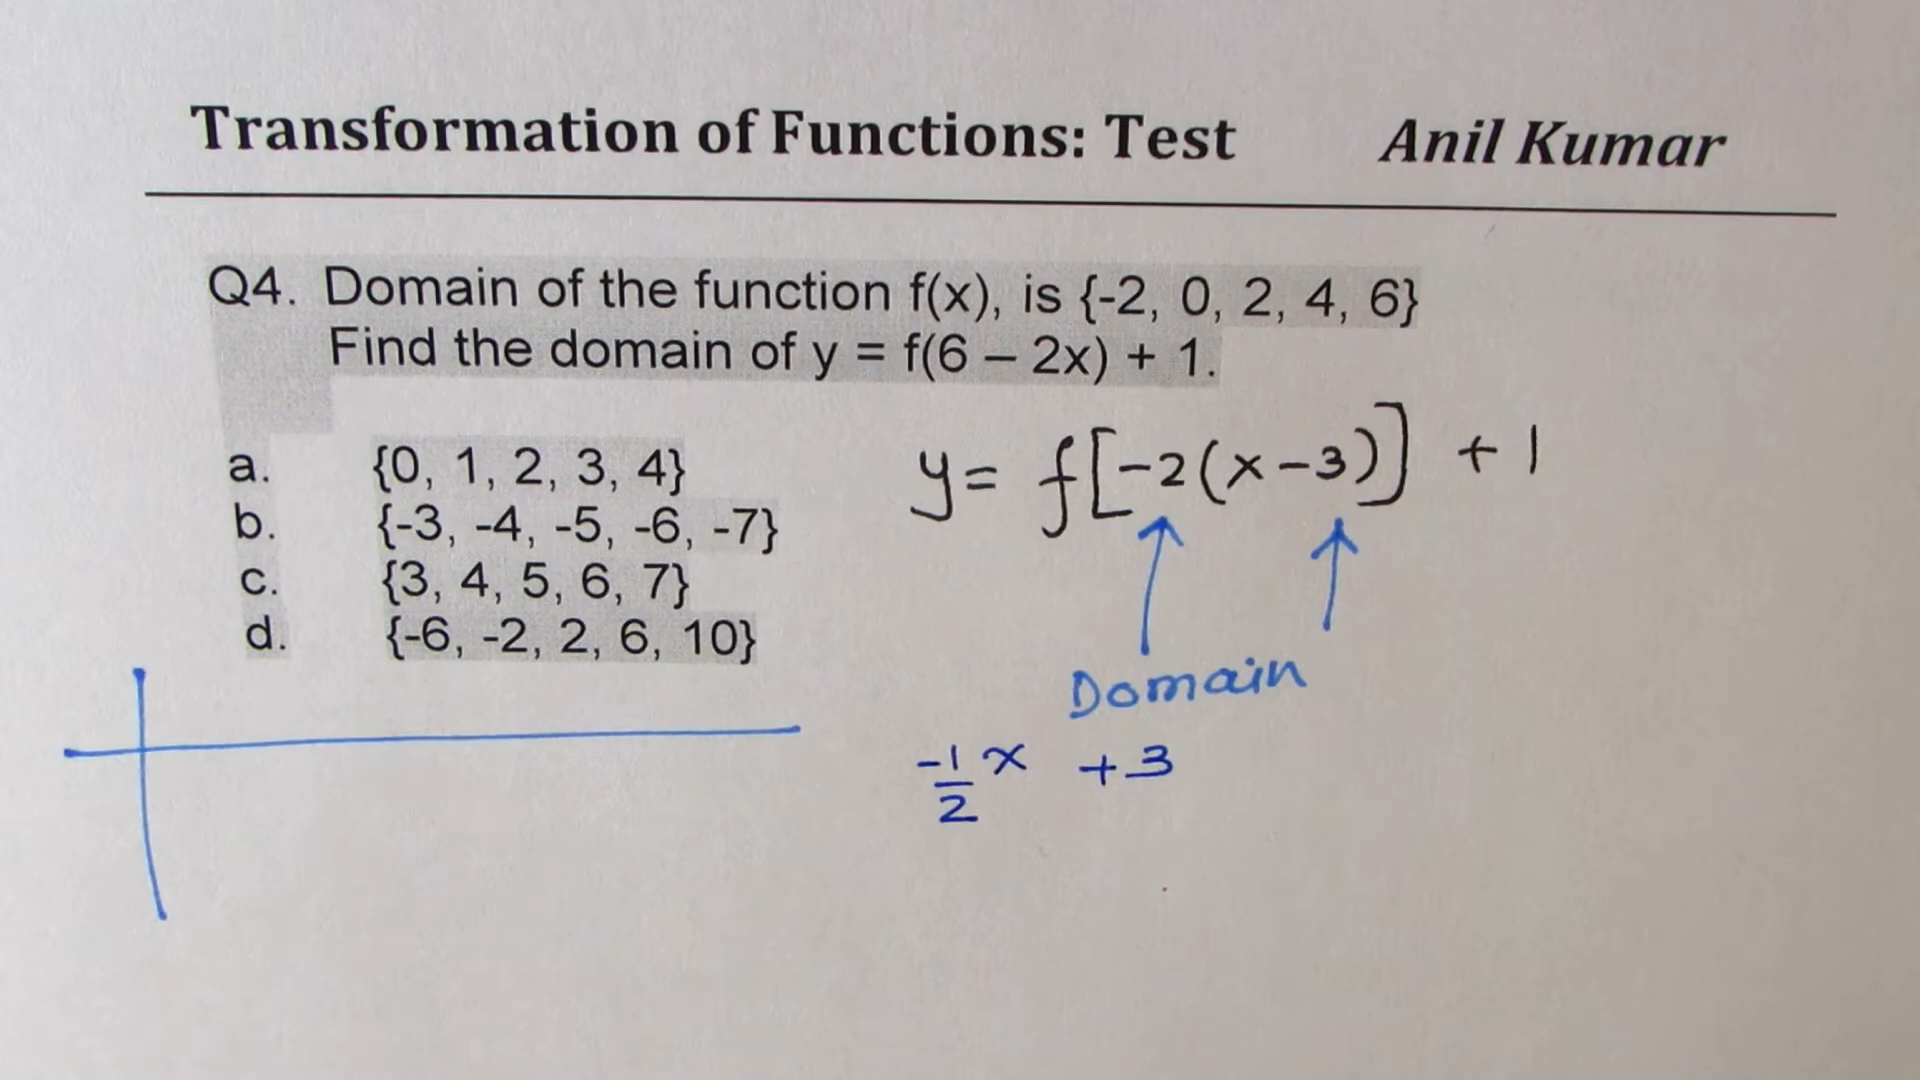 Transformation of Functions: Test Anil Kumar
Q4. Domain of the function f(x), is {-2, 0, 2, 4, 6}
Find the domain of y = f(6 – 2x) + 1.
a. {0, 1, 2, 3, 4}
b. {-3, -4, -5, -6, -7}
c. {3, 4, 5, 6, 7}
d. {-6, -2, 2, 6, 10}
y = f[-2(x-3)] + 1
Domain
-1/2 x + 3